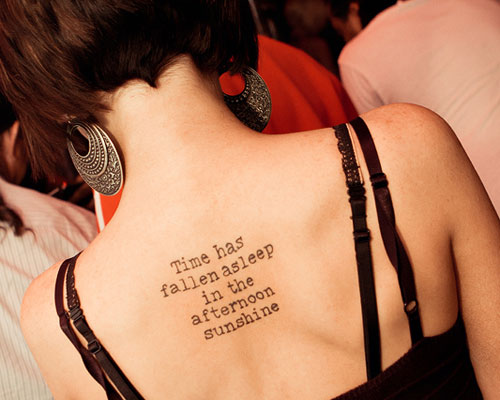 Time has
fallen asleep
in the
afternoon
sunshine